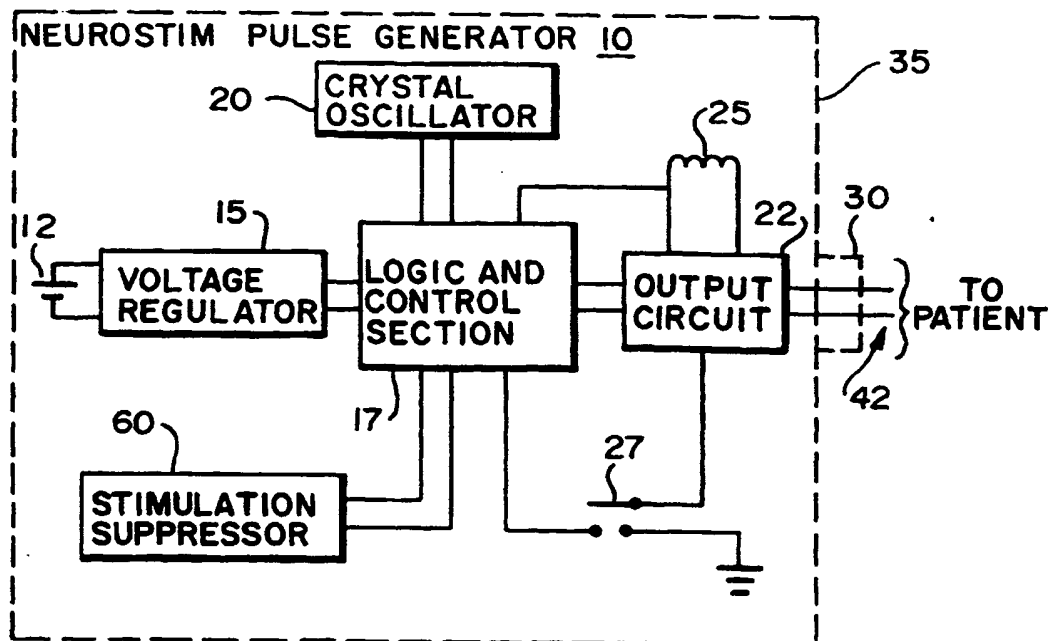 NEUROSTIM PULSE GENERATOR 10
35
20
CRYSTAL
OSCILLATOR
25
30
12
15
22
VOLTAGE
REGULATOR
LOGIC AND
CONTROL
SECTION
OUTPUT
CIRCUIT
TO
PATIENT
17
42
60
27
STIMULATION
SUPPRESSOR